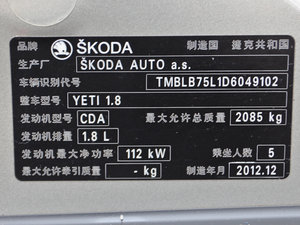 品牌 ŠKODA 制造国 捷克共和国
生产厂 ŠKODA AUTO a.s.
车辆识别代号 TMBLB75L1D6049102
整车型号 YETI 1.8
发动机型号 CDA 最大允许总质量 2085 kg
发动机排量 1.8 L
发动机最大净功率 112 kW 乘坐人数 5
最大允许牵引质量 - kg 制造年月 2012.12